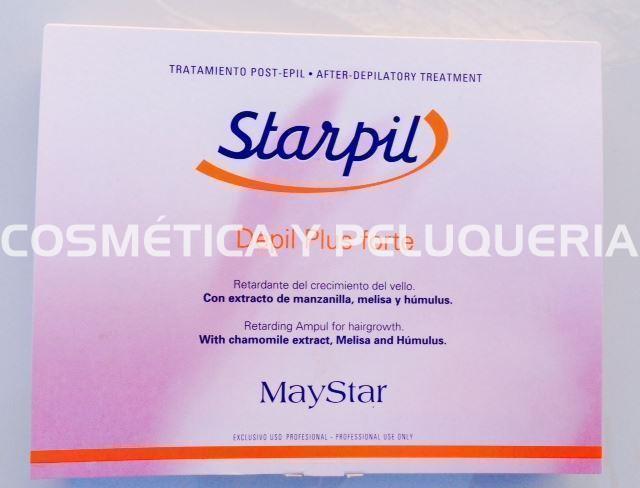 TRATAMIENTO POST-EPIL • AFTER-DEPILATORY TREATMENT
Starpil
Depil Plus forte
COSMÉTICA Y PELUQUERIA
Retardante del crecimiento del vello.
Con extracto de manzanilla, melisa y húmulus.
Retarding Ampul for hairgrowth.
With chamomile extract, Melisa and Húmulus.
MayStar
EXCLUSIVO USO PROFESIONAL - PROFESSIONAL USE ONLY